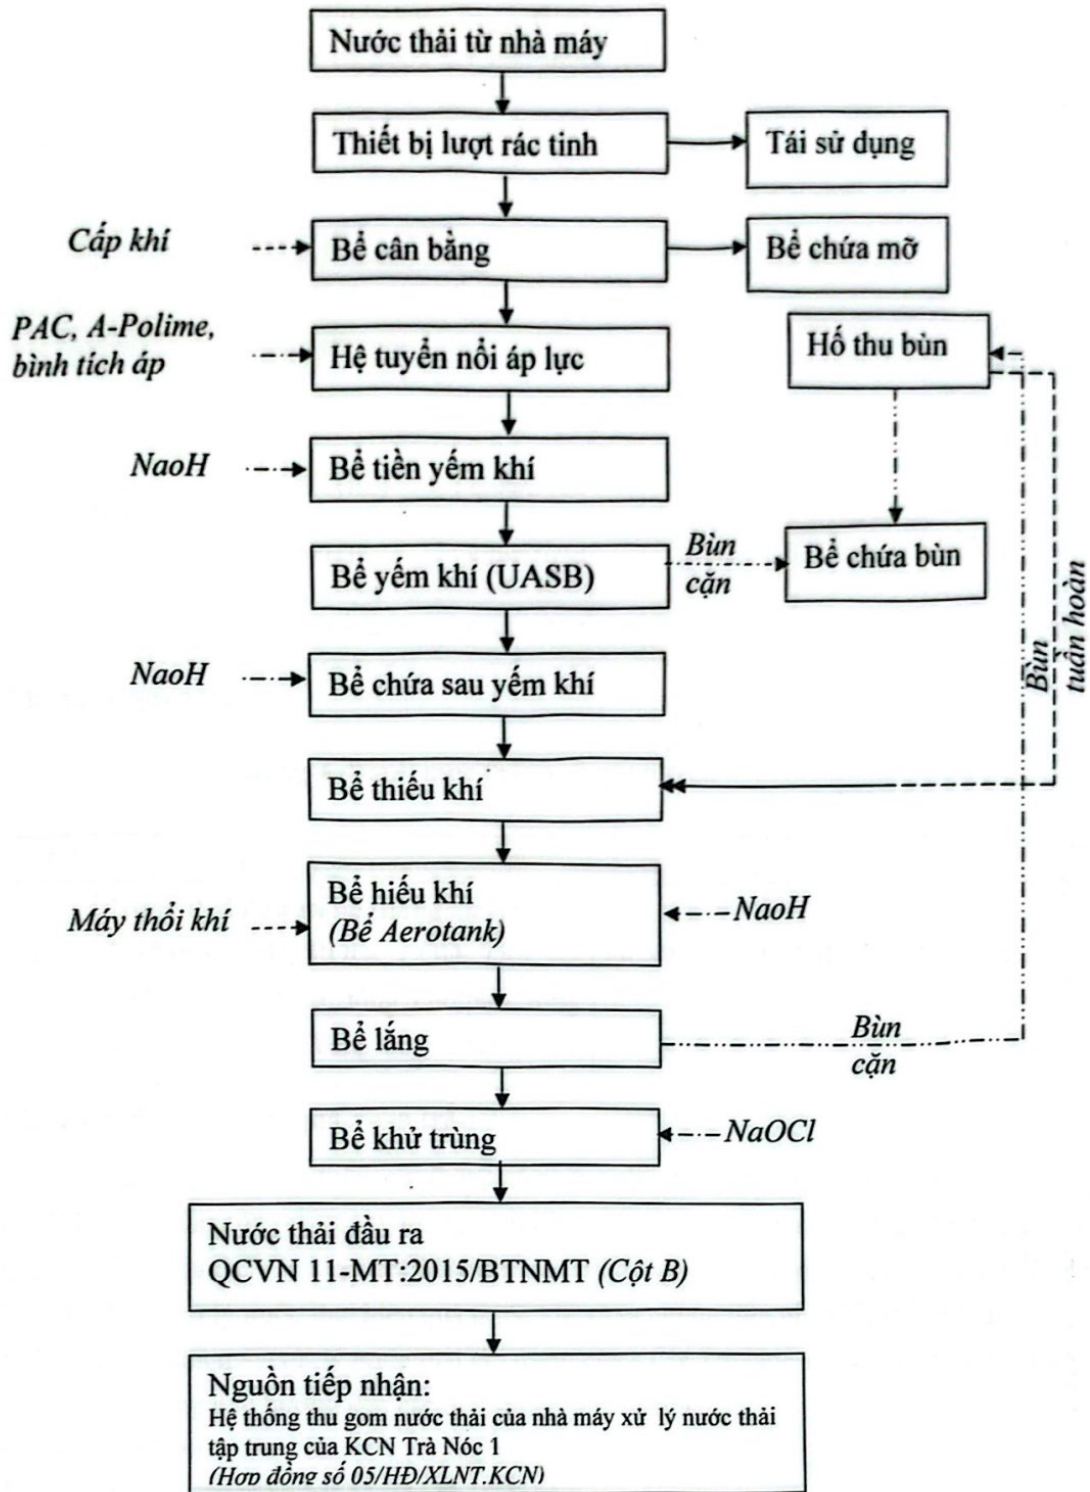 Nước thải từ nhà máy
Thiết bị lượt rác tinh
Tái sử dụng
Cấp khí
Bể cân bằng
Bể chứa mỡ
PAC, A-Polime,
bình tích áp
Hệ tuyển nổi áp lực
Hố thu bùn
NaoH
Bể tiền yếm khí
Bể yếm khí (UASB)
Bùn
cặn
Bể chứa bùn
Bùn
tuần hoàn
NaoH
Bể chứa sau yếm khí
Bể thiếu khí
Máy thổi khí
Bể hiếu khí
(Bể Aerotank)
NaoH
Bể lắng
Bùn
cặn
Bể khử trùng
NaOCl
Nước thải đầu ra
QCVN 11-MT:2015/BTNMT (Cột B)
Nguồn tiếp nhận:
Hệ thống thu gom nước thải của nhà máy xử lý nước thải
tập trung của KCN Trà Nóc 1
(Hợp đồng số 05/HĐ/XLNT.KCN)